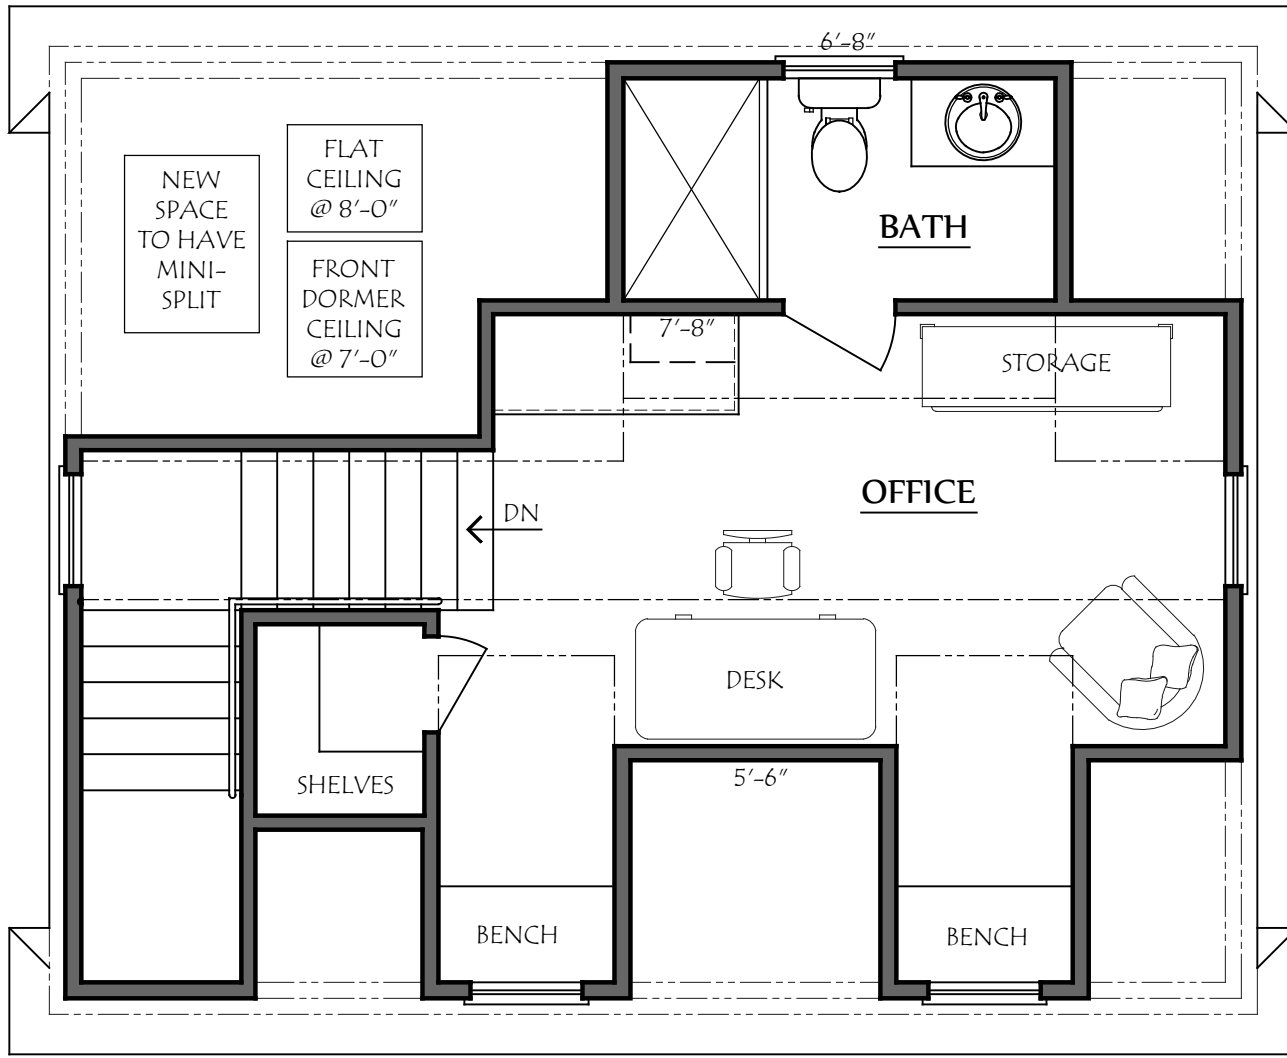 6'-8"
FLAT
CEILING
@ 8'-0"
NEW
SPACE
TO HAVE
MINI-
SPLIT
FRONT
DORMER
CEILING
@ 7'-0"
BATH
7'-8"
STORAGE
OFFICE
DN
DESK
SHELVES
5'-6"
BENCH
BENCH